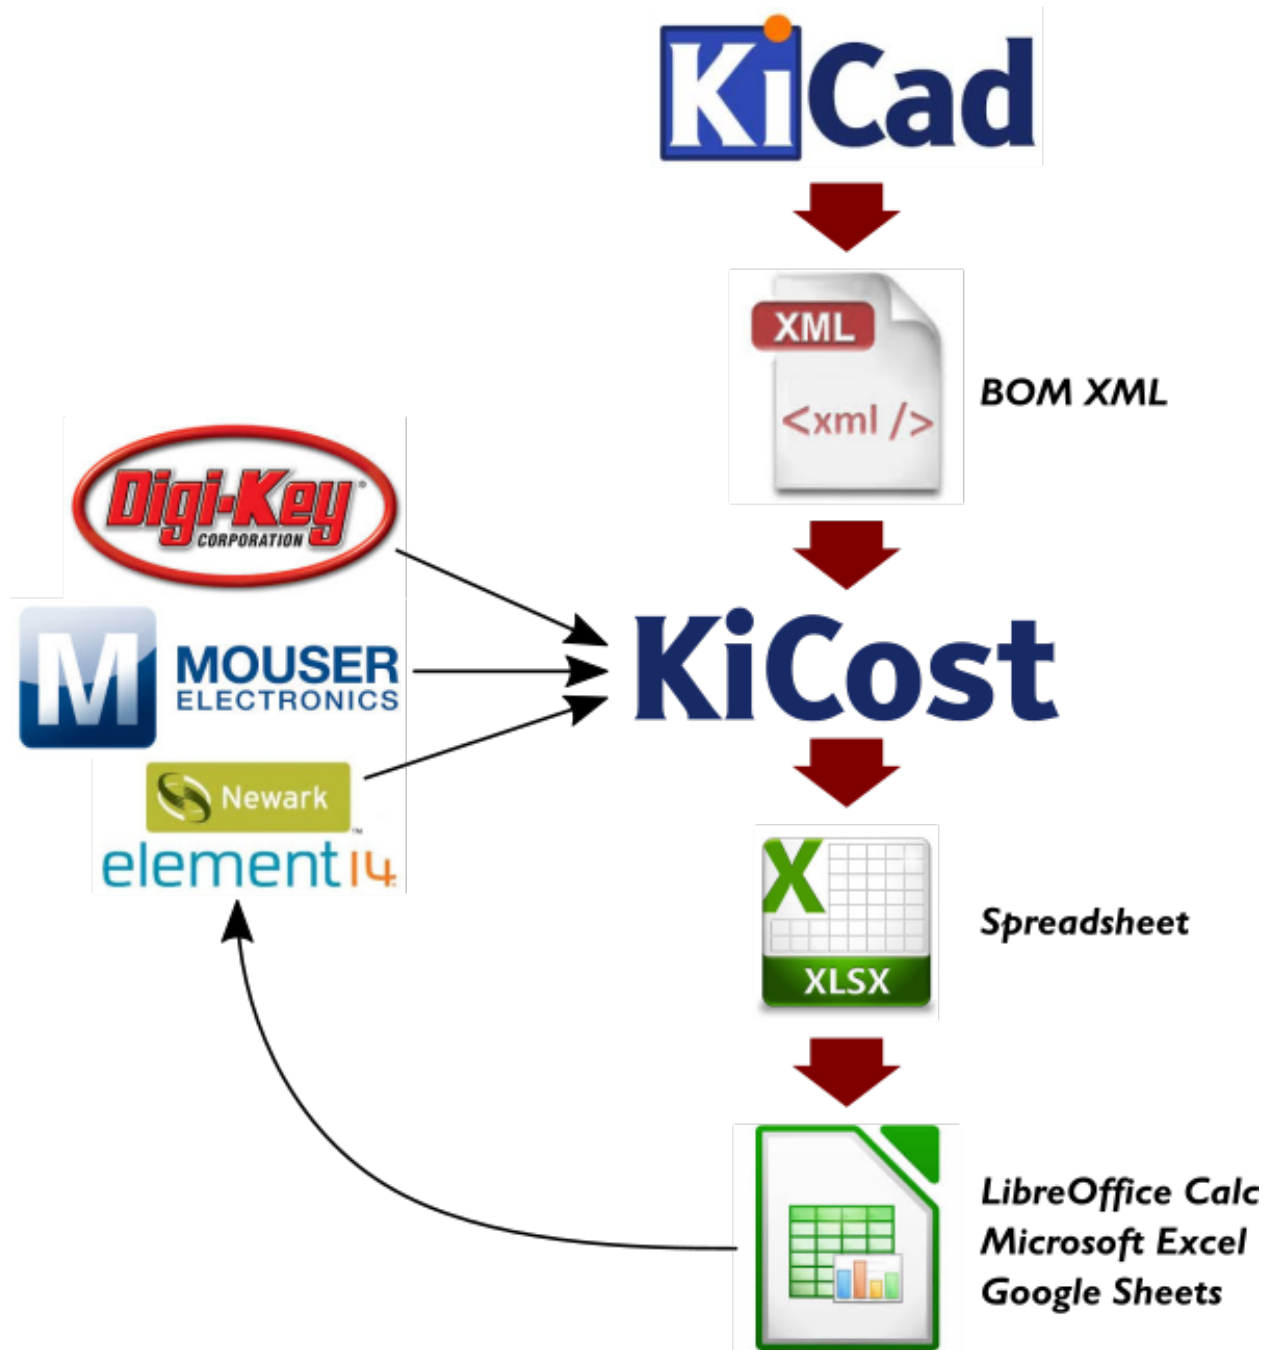 KiCad
XML
<xml />
BOM XML
Digi-Key®
CORPORATION
M
MOUSER
ELECTRONICS
KiCost
Newark
™
element14
X
XLSX
Spreadsheet
LibreOffice Calc
Microsoft Excel
Google Sheets